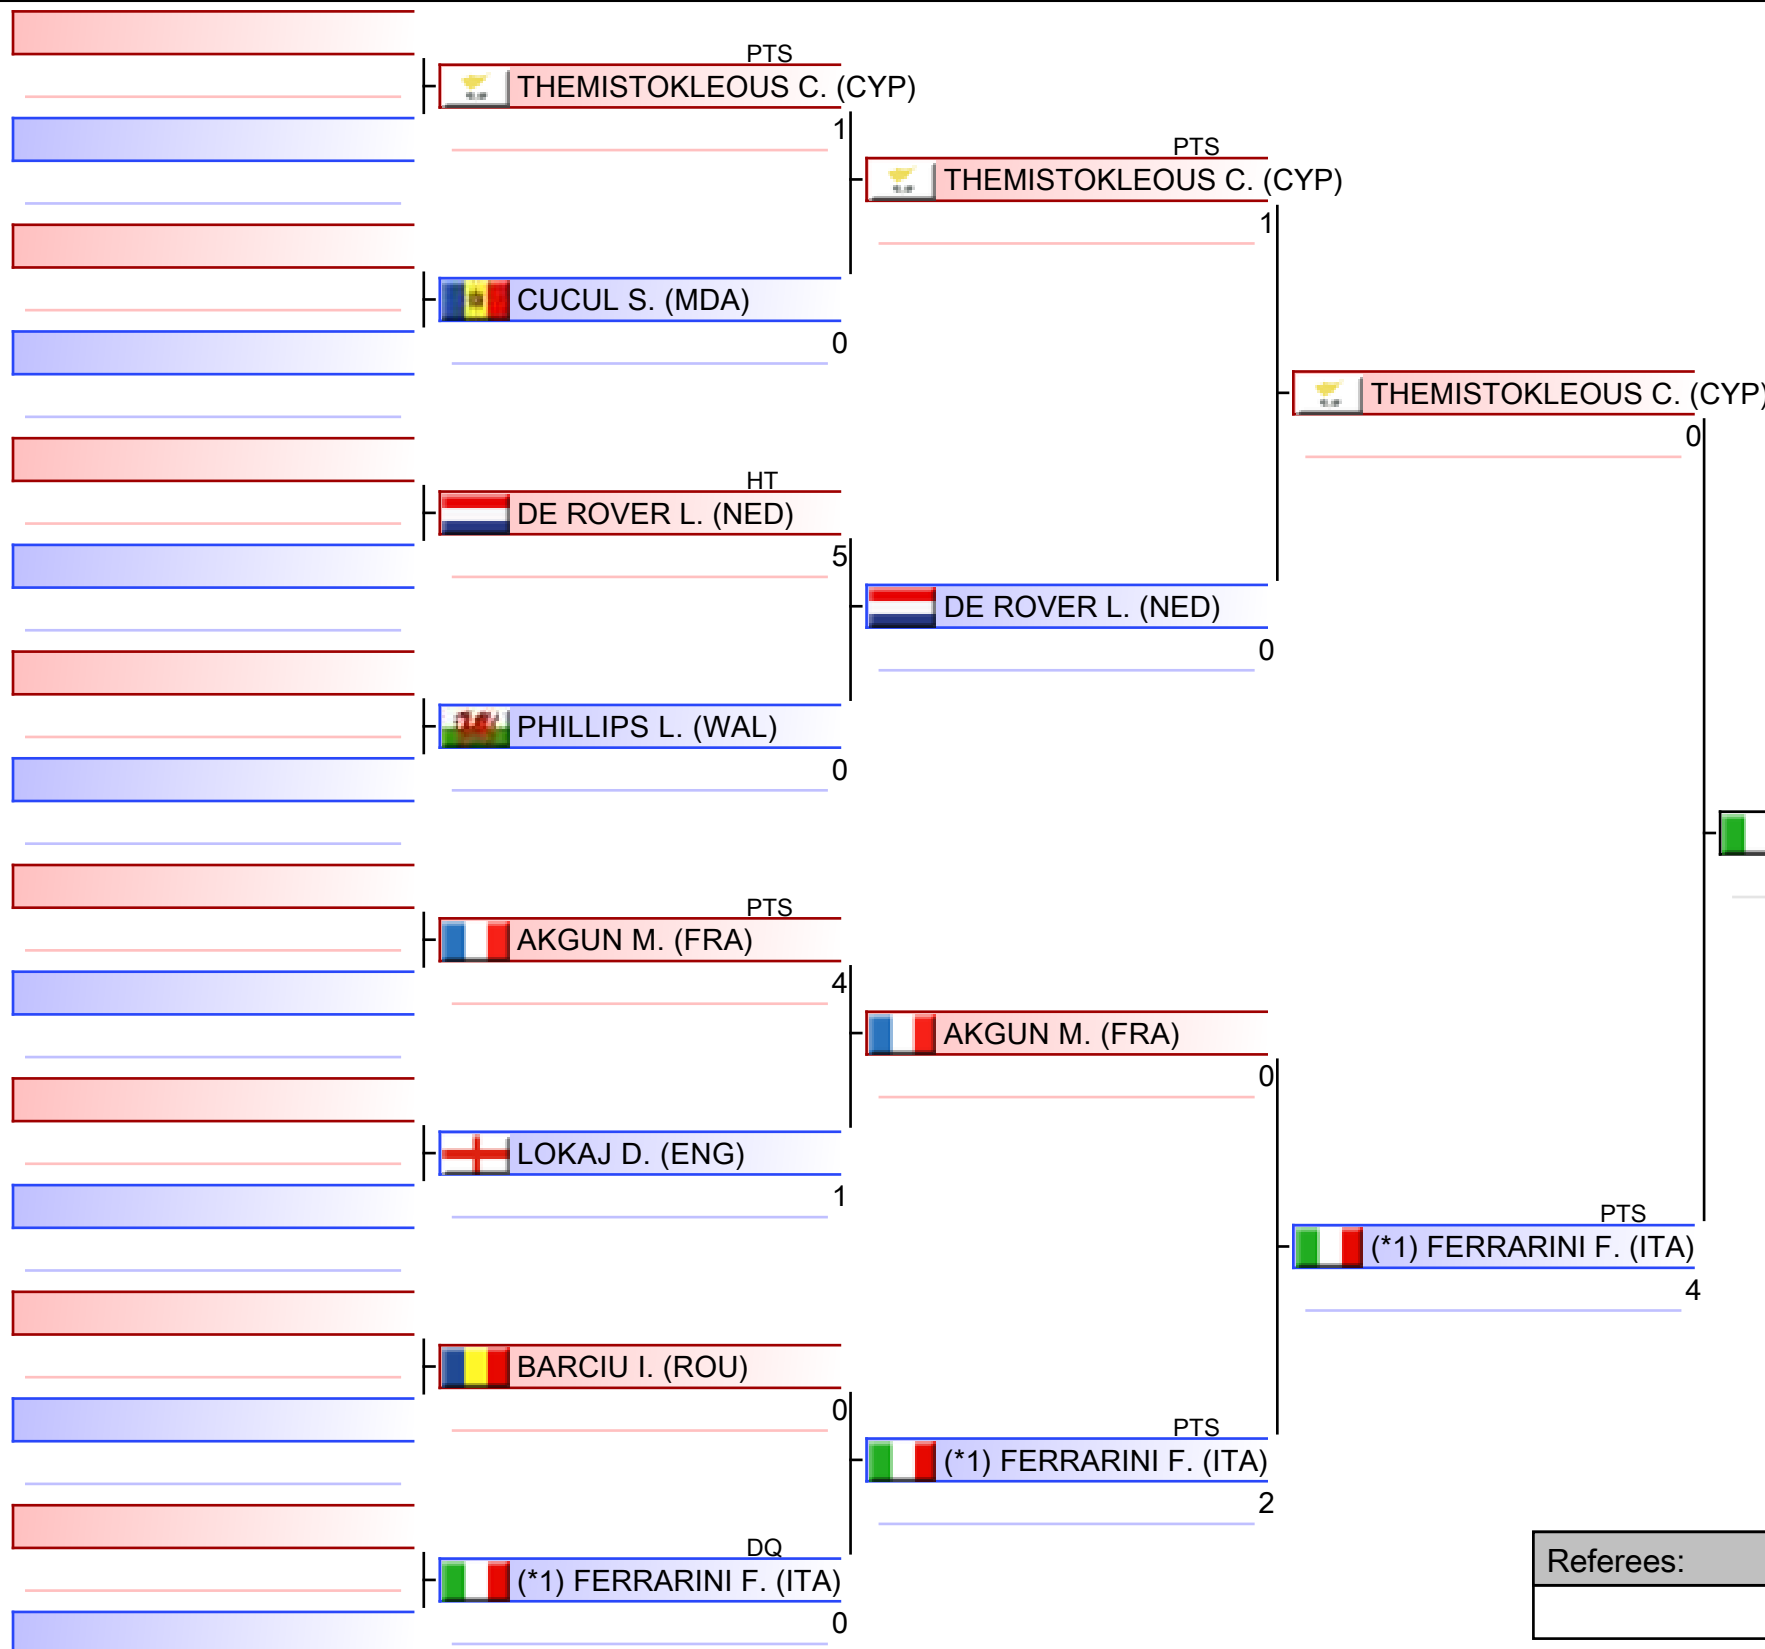 PTS
THEMISTOKLEOUS C. (CYP)
1
PTS
THEMISTOKLEOUS C. (CYP)
1
CUCUL S. (MDA)
0
THEMISTOKLEOUS C. (CYP)
0
HT
DE ROVER L. (NED)
5
DE ROVER L. (NED)
0
PHILLIPS L. (WAL)
0
PTS
AKGUN M. (FRA)
4
AKGUN M. (FRA)
0
LOKAJ D. (ENG)
1
PTS
(*1) FERRARINI F. (ITA)
4
BARCIU I. (ROU)
0
PTS
(*1) FERRARINI F. (ITA)
2
DQ
(*1) FERRARINI F. (ITA)
0
Referees: